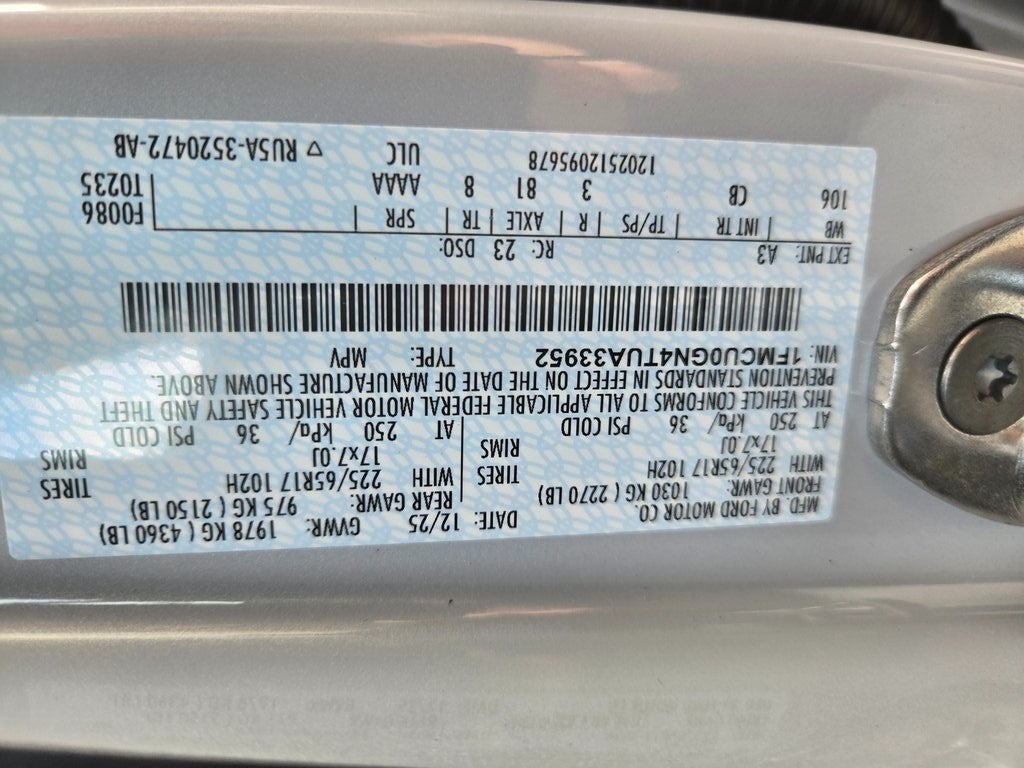 MFD. BY FORD MOTOR CO.
DATE: 12/25 GVWR: 1978 KG ( 4360 LB)
FRONT GAWR: 1030 KG ( 2270 LB) REAR GAWR: 975 KG ( 2150 LB)
WITH 225/65R17 102H TIRES WITH 225/65R17 102H TIRES
17x7.0J RIMS 17x7.0J RIMS
AT 250 kPa/ 36 PSI COLD AT 250 kPa/ 36 PSI COLD
THIS VEHICLE CONFORMS TO ALL APPLICABLE FEDERAL MOTOR VEHICLE SAFETY AND THEFT
PREVENTION STANDARDS IN EFFECT ON THE DATE OF MANUFACTURE SHOWN ABOVE.
VIN: 1FMCU0GN4TUA33952 TYPE: MPV
EXT PNT: A3 RC: 23 DSO:
WB | INT TR | TP/PS | R | AXLE | TR | SPR F0086
106 CB 3 81 8 AAAA T0235
1202512095678 ULC ▽ RU5A-3520472-AB